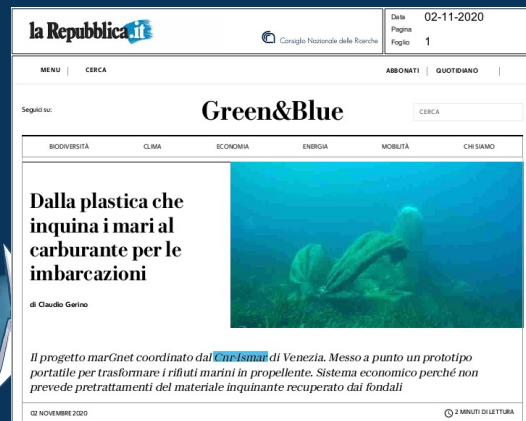 la Repubblica.it
Consiglio Nazionale delle Ricerche
Data 02-11-2020
Pagina
Foglio 1
MENU | CERCA
ABBONATI | QUOTIDIANO |
Seguici su:
Green&Blue
CERCA
BIODIVERSITÀ CLIMA ECONOMIA ENERGIA MOBILITÀ CHI SIAMO
Dalla plastica che
inquina i mari al
carburante per le
imbarcazioni
di Claudio Gerino
Il progetto marGnet coordinato dal Cnr-Ismar di Venezia. Messo a punto un prototipo
portatile per trasformare i rifiuti marini in propellente. Sistema economico perché non
prevede pretrattamenti del materiale inquinante recuperato dai fondali
02 NOVEMBRE 2020
2 MINUTI DI LETTURA